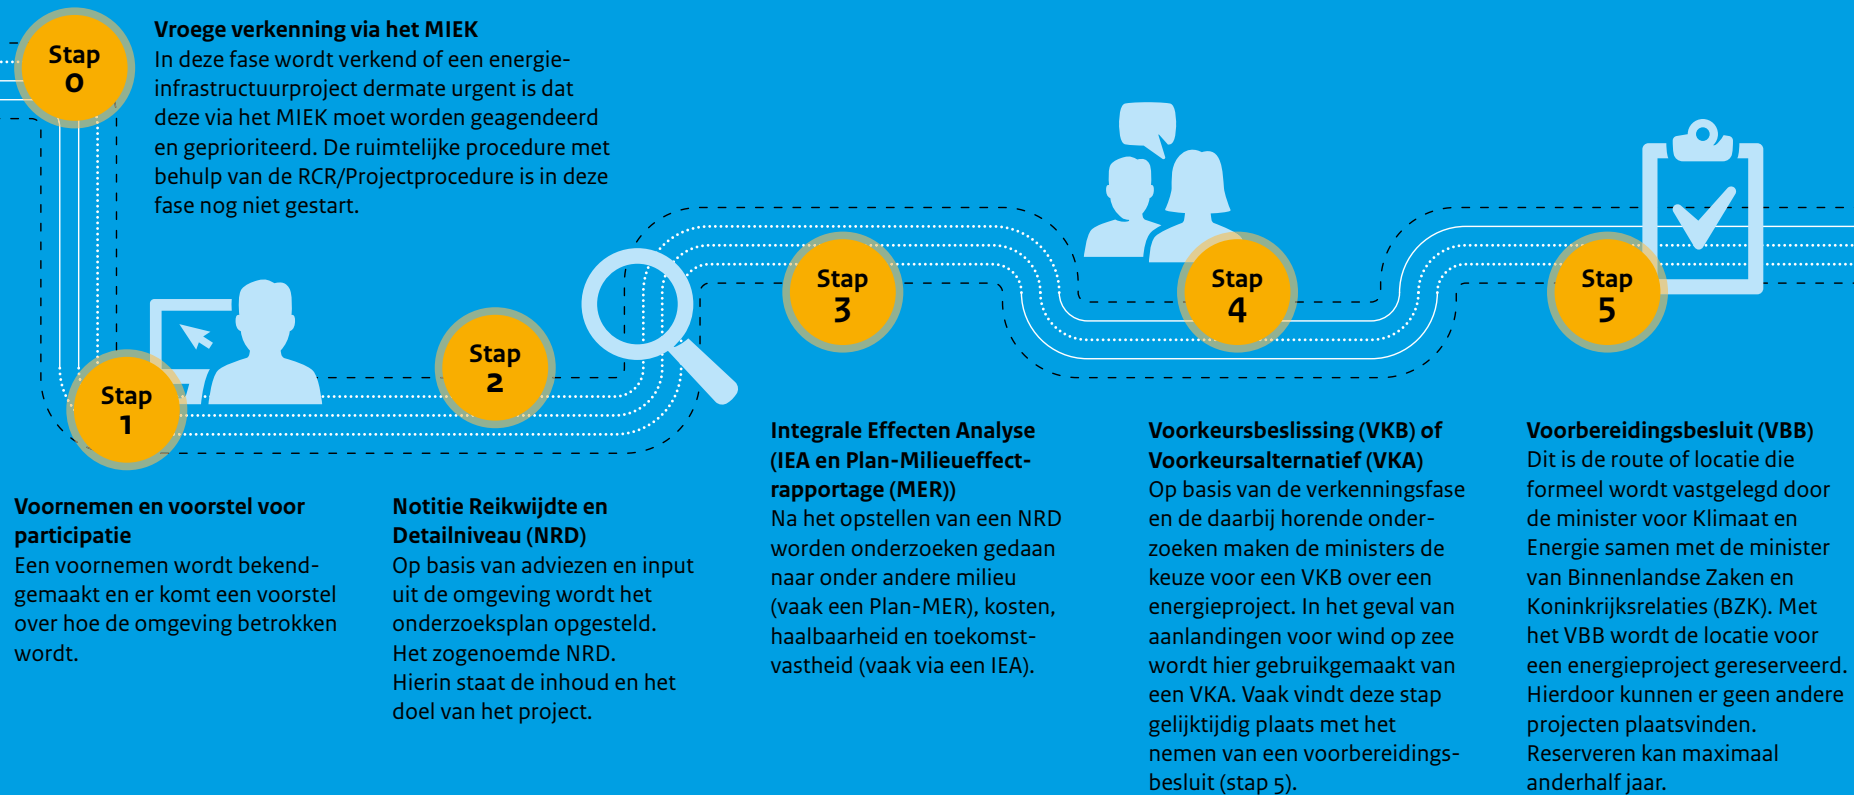 Stap
0
Vroege verkenning via het MIEK
In deze fase wordt verkend of een energie-
infrastructuurproject dermate urgent is dat
deze via het MIEK moet worden geagendeerd
en geprioriteerd. De ruimtelijke procedure met
behulp van de RCR/Projectprocedure is in deze
fase nog niet gestart.
Stap
1
Voornemen en voorstel voor
participatie
Een voornemen wordt bekend-
gemaakt en er komt een voorstel
over hoe de omgeving betrokken
wordt.
Stap
2
Notitie Reikwijdte en
Detailniveau (NRD)
Op basis van adviezen en input
uit de omgeving wordt het
onderzoeksplan opgesteld.
Het zogenoemde NRD.
Hierin staat de inhoud en het
doel van het project.
Stap
3
Integrale Effecten Analyse
(IEA en Plan-Milieueffect-
rapportage (MER))
Na het opstellen van een NRD
worden onderzoeken gedaan
naar onder andere milieu
(vaak een Plan-MER), kosten,
haalbaarheid en toekomst-
vastheid (vaak via een IEA).
Stap
4
Voorkeursbeslissing (VKB) of
Voorkeursalternatief (VKA)
Op basis van de verkenningsfase
en de daarbij horende onder-
zoeken maken de ministers de
keuze voor een VKB over een
energieproject. In het geval van
aanlandingen voor wind op zee
wordt hier gebruikgemaakt van
een VKA. Vaak vindt deze stap
gelijktijdig plaats met het
nemen van een voorbereidings-
besluit (stap 5).
Stap
5
Voorbereidingsbesluit (VBB)
Dit is de route of locatie die
formeel wordt vastgelegd door
de minister voor Klimaat en
Energie samen met de minister
van Binnenlandse Zaken en
Koninkrijksrelaties (BZK). Met
het VBB wordt de locatie voor
een energieproject gereserveerd.
Hierdoor kunnen er geen andere
projecten plaatsvinden.
Reserveren kan maximaal
anderhalf jaar.